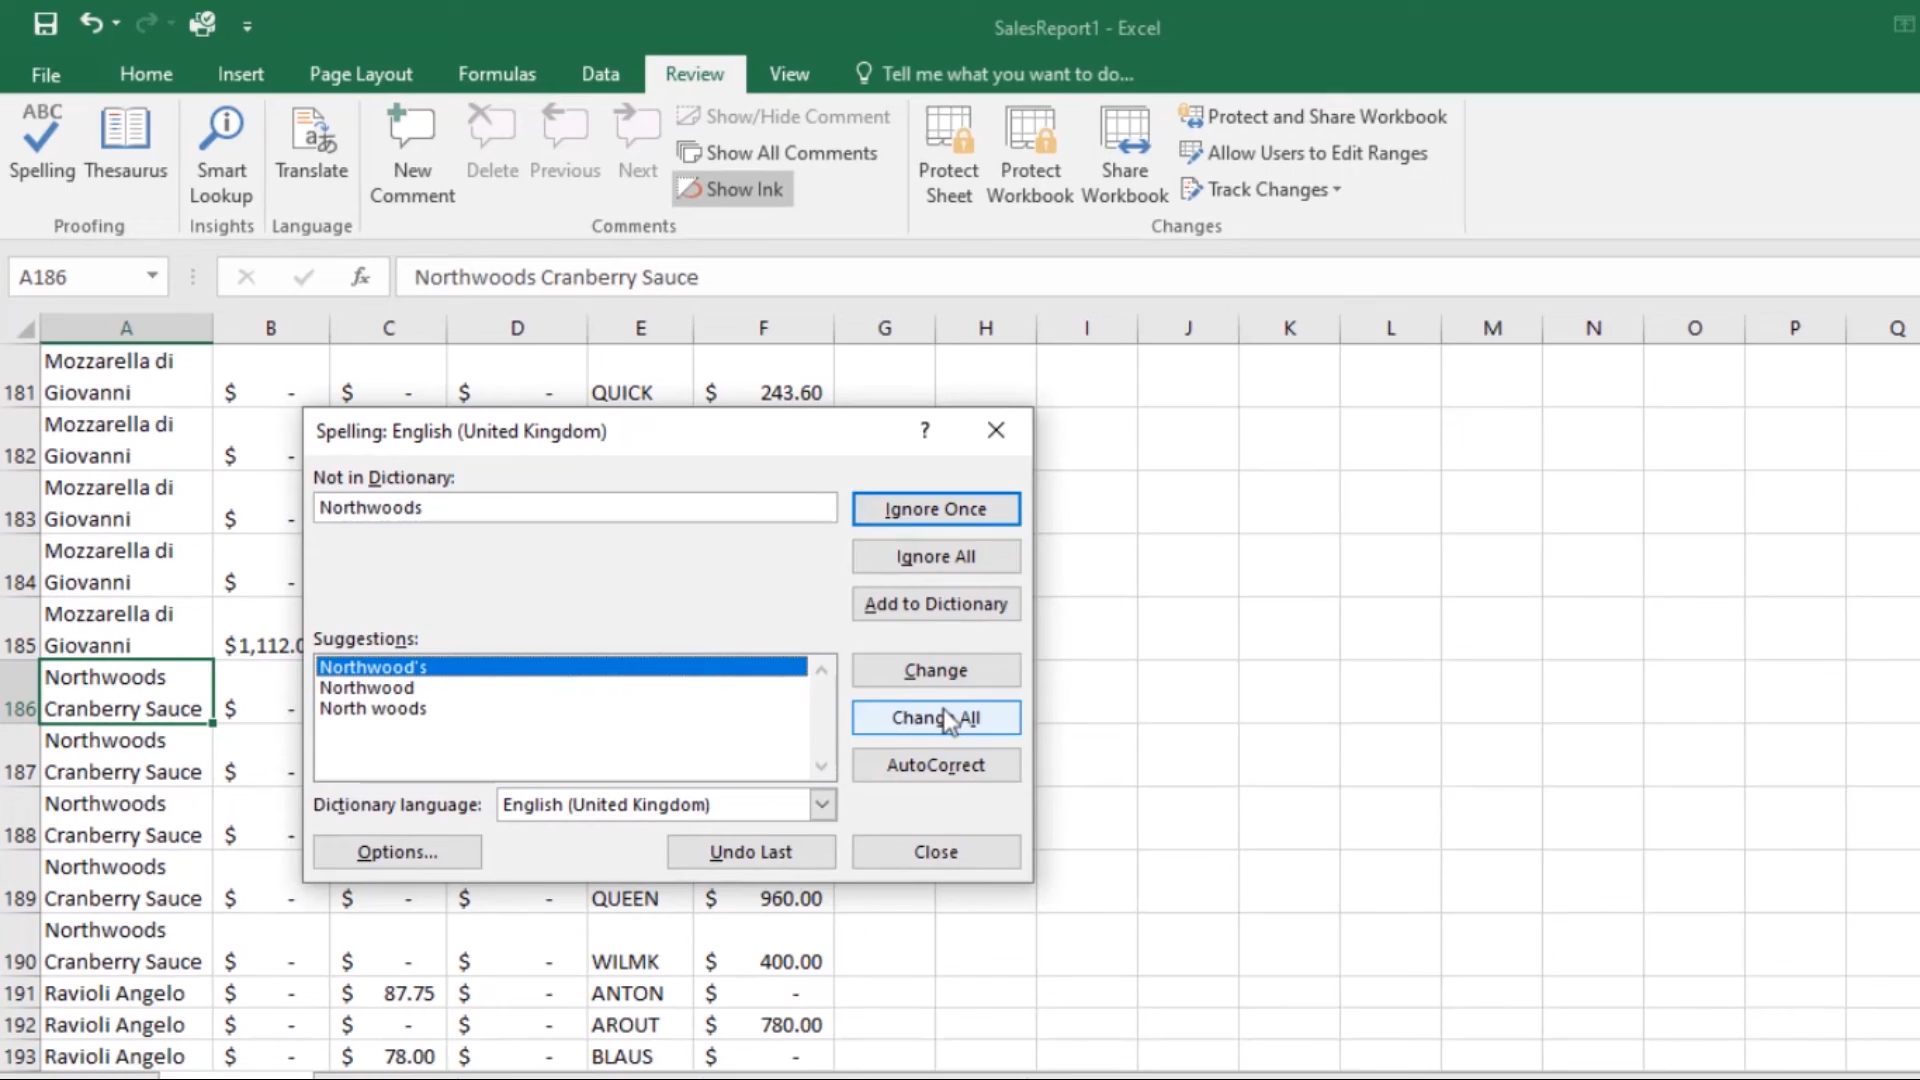 SalesReport1 - Excel
File Home Insert Page Layout Formulas Data Review View Tell me what you want to do...
ABC
Spelling Thesaurus Smart Lookup Translate New Comment Delete Previous Next
Show/Hide Comment
Show All Comments
Show Ink
Protect Sheet Protect Workbook Share Workbook
Protect and Share Workbook
Allow Users to Edit Ranges
Track Changes
Proofing Insights Language Comments Changes
A186 fx Northwoods Cranberry Sauce
A B C D E F G H I J K L M N O P Q
Mozzarella di
181 Giovanni $ - $ - $ - QUICK $ 243.60
Mozzarella di
182 Giovanni $ -
Mozzarella di
183 Giovanni $ -
Mozzarella di
184 Giovanni $ -
Mozzarella di
185 Giovanni $1,112.0
Northwoods
186 Cranberry Sauce $ -
Northwoods
187 Cranberry Sauce $ -
Northwoods
188 Cranberry Sauce $ -
Northwoods
189 Cranberry Sauce $ - $ - $ - QUEEN $ 960.00
Northwoods
190 Cranberry Sauce $ - $ - $ - WILMK $ 400.00
191 Ravioli Angelo $ - $ 87.75 $ - ANTON $ -
192 Ravioli Angelo $ - $ - $ - AROUT $ 780.00
193 Ravioli Angelo $ - $ 78.00 $ - BLAUS $ -
Spelling: English (United Kingdom) ?
Not in Dictionary:
Northwoods
Ignore Once
Ignore All
Add to Dictionary
Suggestions:
Northwood's
Northwood
North woods
Change
Change All
AutoCorrect
Dictionary language: English (United Kingdom)
Options... Undo Last Close